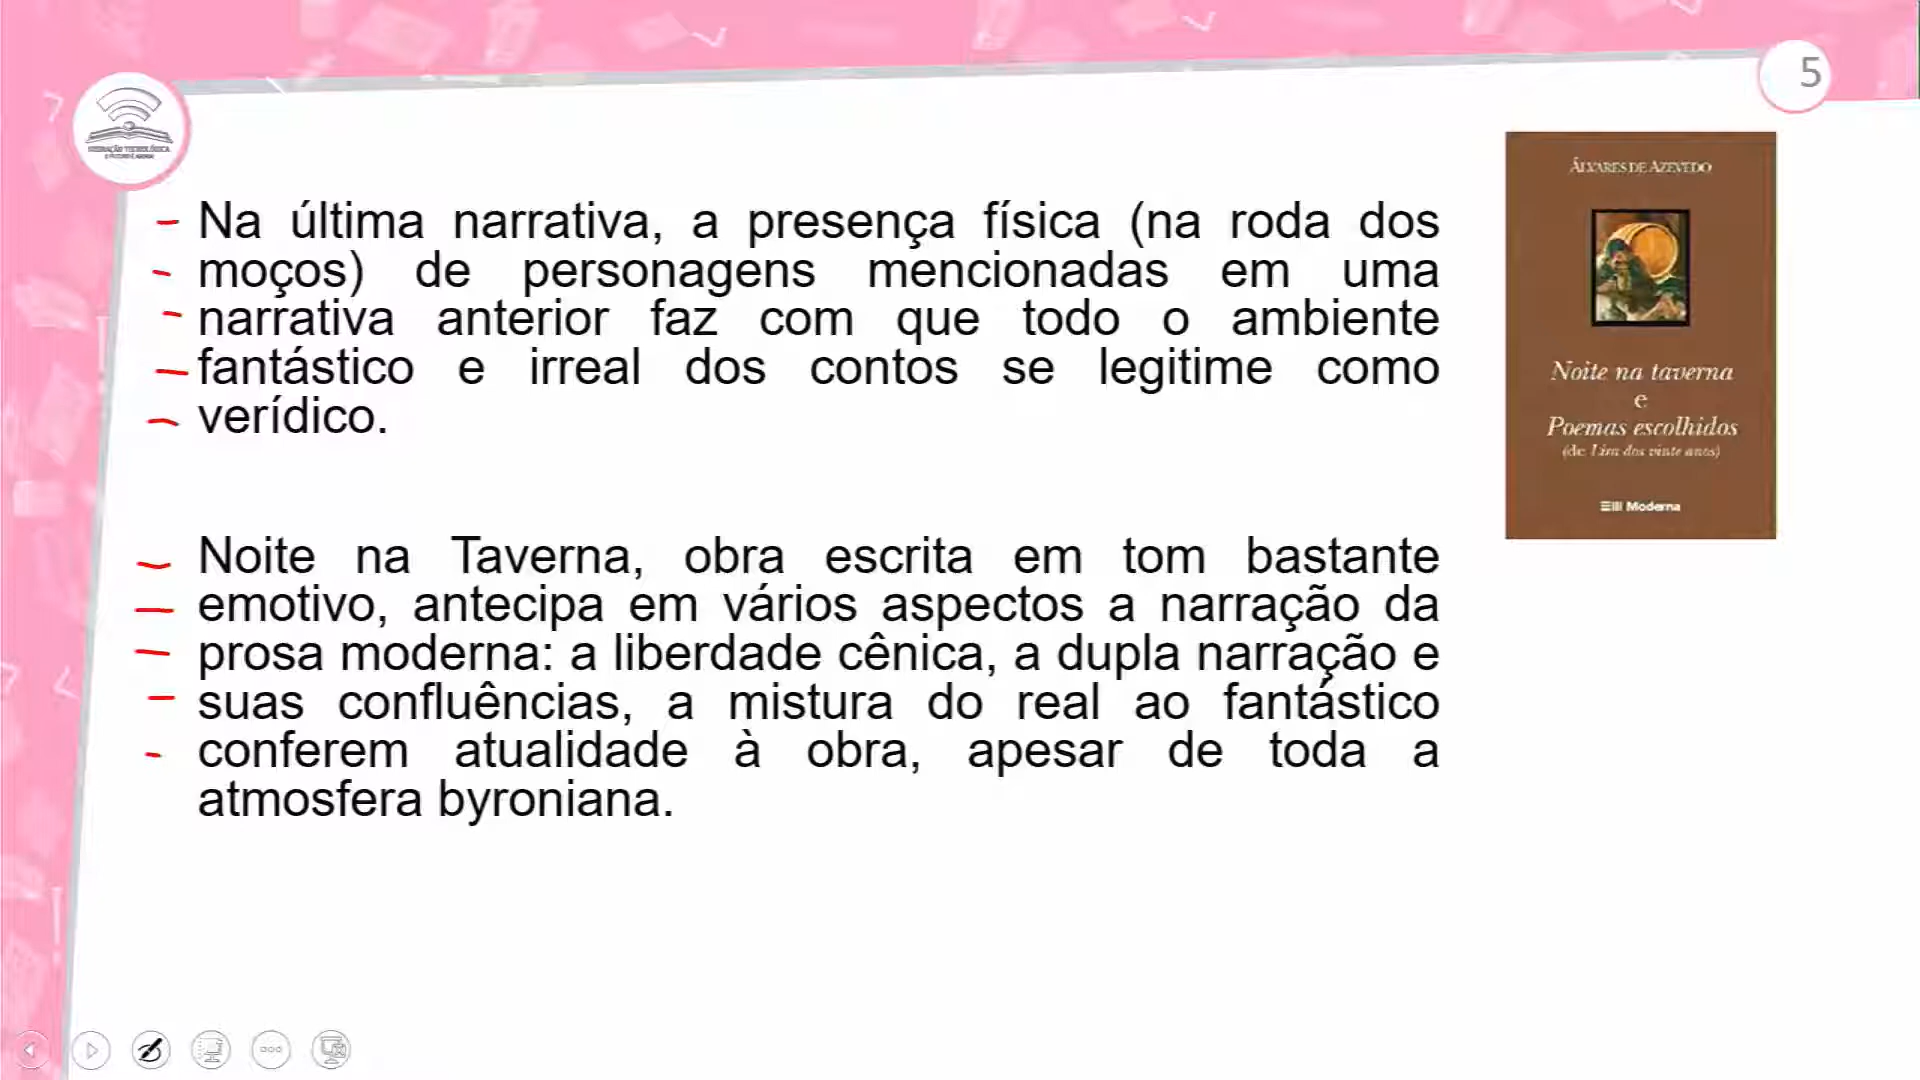 5
Na última narrativa, a presença física (na roda dos
moços) de personagens mencionadas em uma
narrativa anterior faz com que todo o ambiente
fantástico e irreal dos contos se legitime como
verídico.
Noite na Taverna, obra escrita em tom bastante
emotivo, antecipa em vários aspectos a narração da
prosa moderna: a liberdade cênica, a dupla narração e
suas confluências, a mistura do real ao fantástico
conferem atualidade à obra, apesar de toda a
atmosfera byroniana.
ÁLVARES DE AZEVEDO
Noite na taverna
e
Poemas escolhidos
(de Lira dos vinte anos)
Moderna